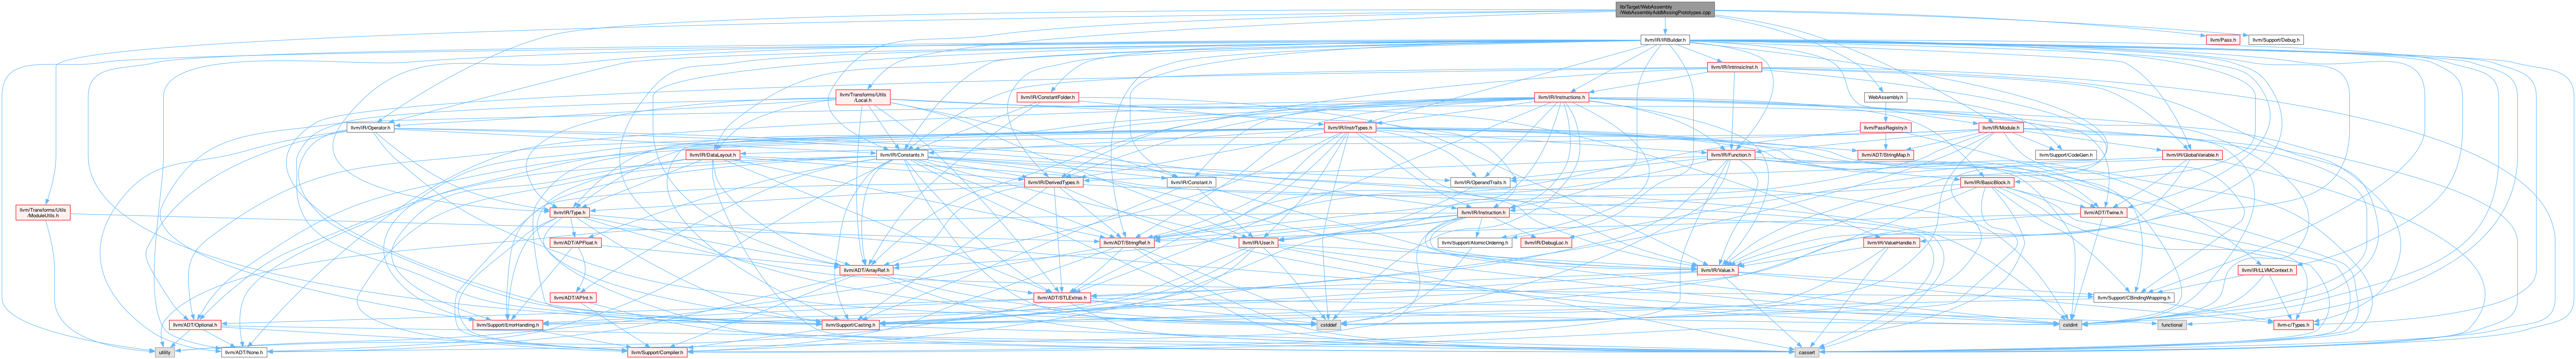 lib/Target/WebAssembly
/WebAssemblyAddMissingPrototypes.cpp
llvm/IR/IRBuilder.h
llvm/Pass.h
llvm/Support/Debug.h
llvm/IR/IntrinsicInst.h
llvm/Transforms/Utils
/Local.h
llvm/IR/ConstantFolder.h
llvm/IR/Instructions.h
WebAssembly.h
llvm/IR/Operator.h
llvm/IR/InstrTypes.h
llvm/PassRegistry.h
llvm/IR/Module.h
llvm/IR/DataLayout.h
llvm/IR/Constants.h
llvm/IR/Function.h
llvm/ADT/StringMap.h
llvm/Support/CodeGen.h
llvm/IR/GlobalVariable.h
llvm/IR/DerivedTypes.h
llvm/IR/Constant.h
llvm/IR/OperandTraits.h
llvm/IR/BasicBlock.h
llvm/Transforms/Utils
/ModuleUtils.h
llvm/IR/Type.h
llvm/IR/Instruction.h
llvm/ADT/Twine.h
llvm/ADT/APFloat.h
llvm/ADT/StringRef.h
llvm/IR/User.h
llvm/Support/AtomicOrdering.h
llvm/IR/DebugLoc.h
llvm/IR/ValueHandle.h
llvm/ADT/ArrayRef.h
llvm/IR/Value.h
llvm/IR/LLVMContext.h
llvm/ADT/APInt.h
llvm/ADT/STLExtras.h
llvm/Support/CBindingWrapping.h
llvm/ADT/Optional.h
llvm/Support/ErrorHandling.h
llvm/Support/Casting.h
cstddef
cstdint
functional
llvm-c/Types.h
utility
llvm/ADT/None.h
llvm/Support/Compiler.h
cassert